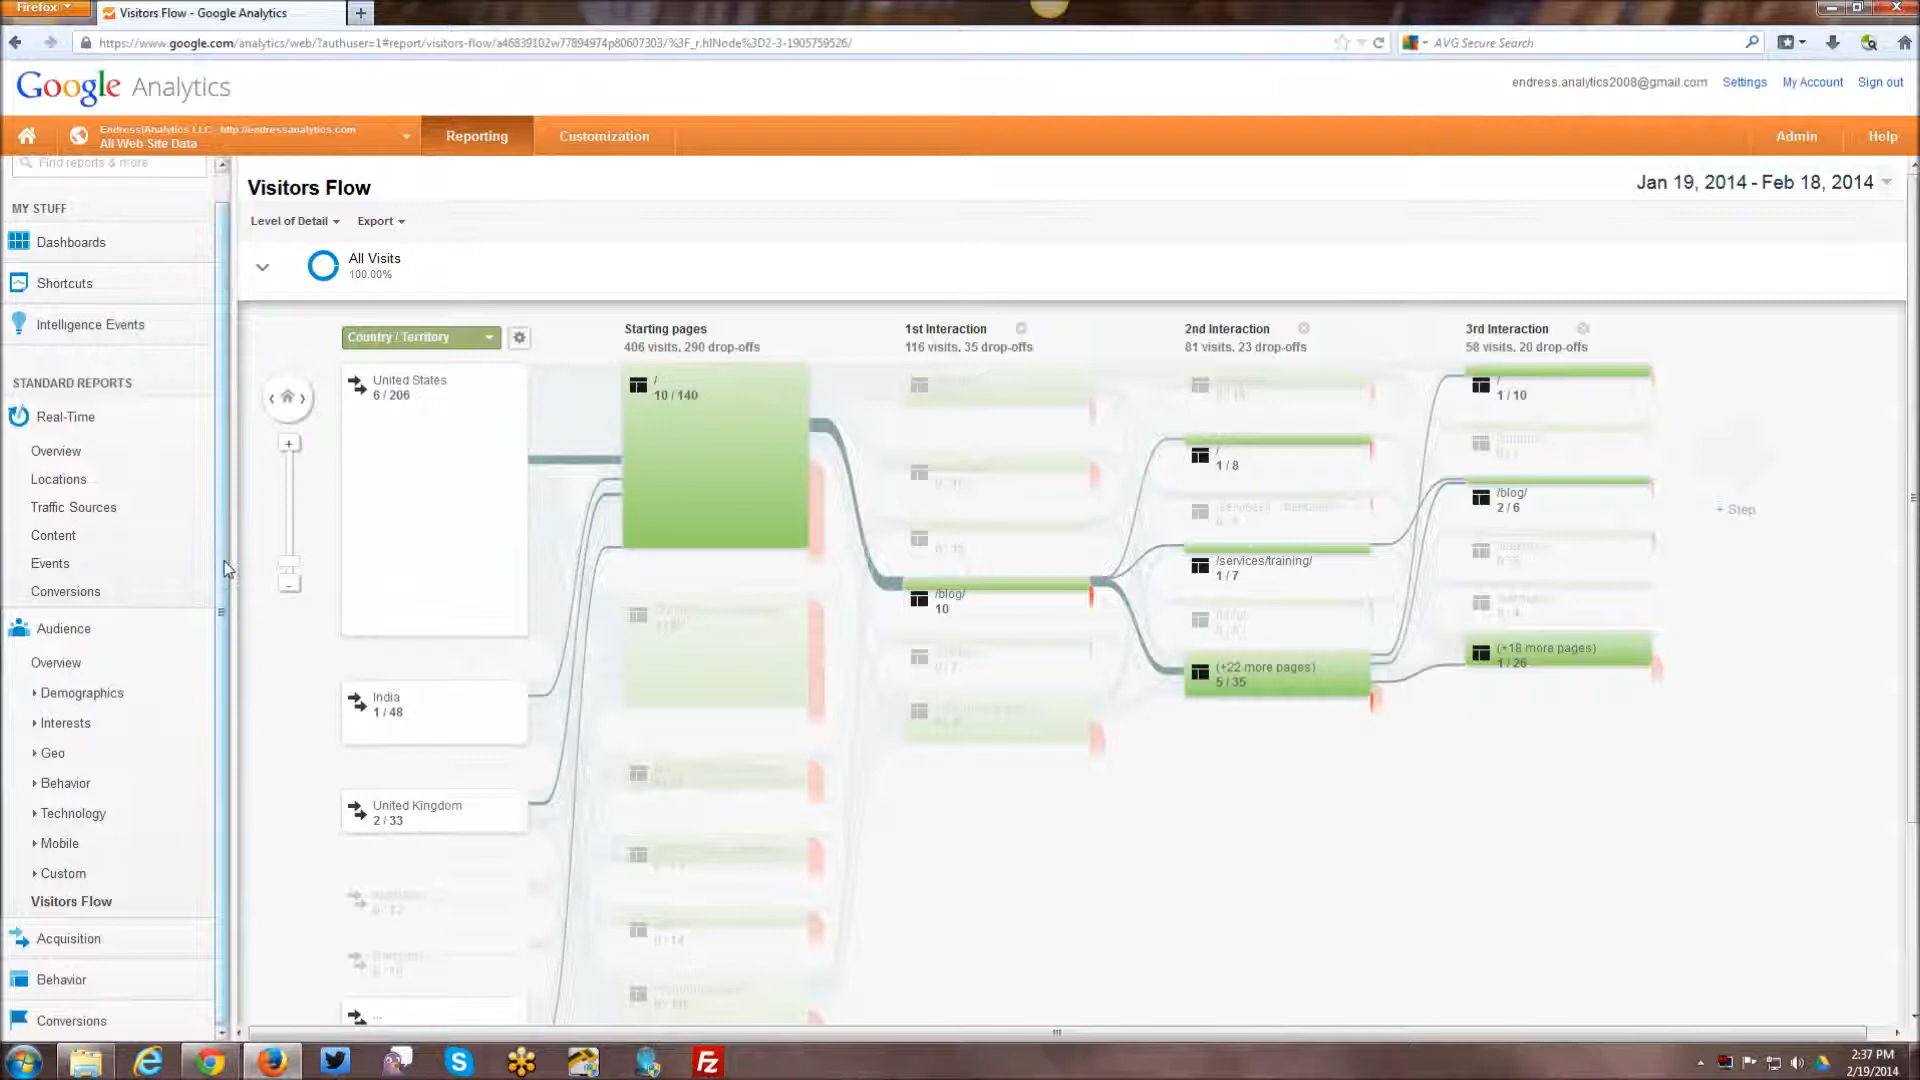 Firefox
Visitors Flow - Google Analytics
https://www.google.com/analytics/web/?authuser=1#report/visitors-flow/a46839102w77894974p80607303/%3F_r.hlNode%3D2-3-1905759526/
AVG Secure Search
Google Analytics
endress.analytics2008@gmail.com
Settings
My Account
Sign out
Endress|Analytics LLC - http://endressanalytics.com
All Web Site Data
Reporting
Customization
Admin
Help
Find reports & more
MY STUFF
Dashboards
Shortcuts
Intelligence Events
STANDARD REPORTS
Real-Time
Overview
Locations
Traffic Sources
Content
Events
Conversions
Audience
Overview
Demographics
Interests
Geo
Behavior
Technology
Mobile
Custom
Visitors Flow
Acquisition
Behavior
Conversions
Visitors Flow
Jan 19, 2014 - Feb 18, 2014
Level of Detail
Export
All Visits
100.00%
Country / Territory
United States
6 / 206
India
1 / 48
United Kingdom
2 / 33
...
Starting pages
406 visits, 290 drop-offs
/
10 / 140
0 / 14
1st Interaction
116 visits, 35 drop-offs
/blog/
10
2nd Interaction
81 visits, 23 drop-offs
/
1 / 8
/services/training/
1 / 7
(+22 more pages)
5 / 35
3rd Interaction
58 visits, 20 drop-offs
/
1 / 10
/blog/
2 / 6
(+18 more pages)
1 / 26
+ Step
2:37 PM
2/19/2014